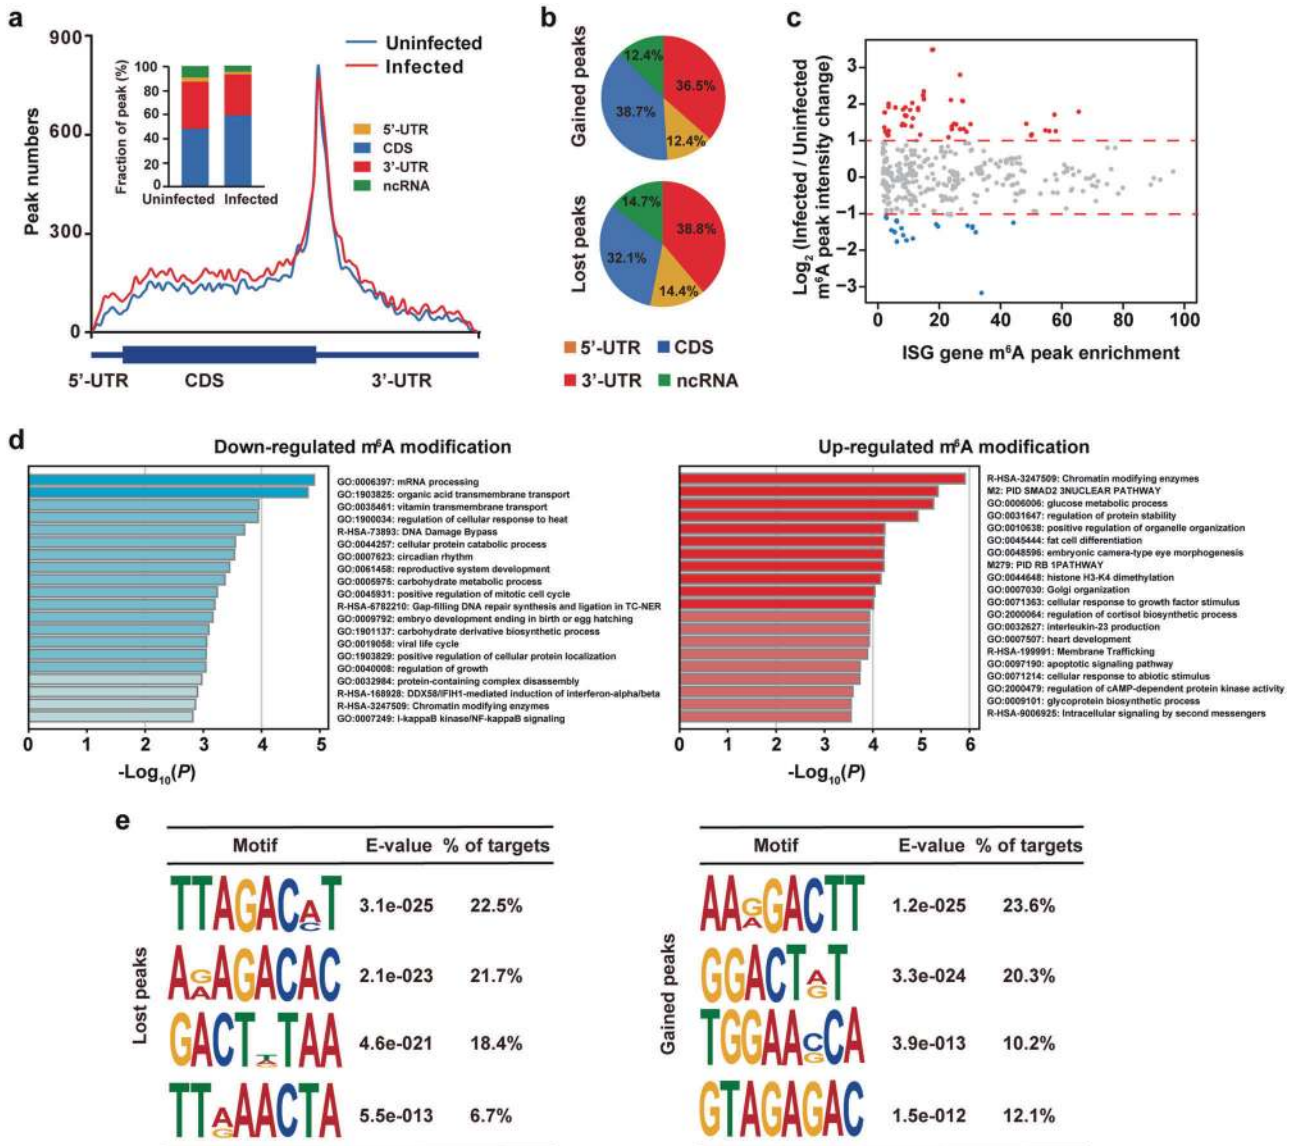 a
900
600
300
0
Peak numbers
Uninfected
Infected
Fraction of peak (%)
100
80
60
40
20
0
Uninfected Infected
5'-UTR
CDS
3'-UTR
ncRNA
5'-UTR CDS 3'-UTR
b
Gained peaks
12.4%
36.5%
38.7%
12.4%
Lost peaks
14.7%
38.8%
32.1%
14.4%
5'-UTR CDS
3'-UTR ncRNA
c
Log2 (Infected / Uninfected
m6A peak intensity change)
3
2
1
0
−1
−2
−3
0 20 40 60 80 100
ISG gene m6A peak enrichment
d
Down-regulated m6A modification
GO:0006397: mRNA processing
GO:1903825: organic acid transmembrane transport
GO:0038461: vitamin transmembrane transport
GO:1900034: regulation of cellular response to heat
R-HSA-73893: DNA Damage Bypass
GO:0044257: cellular protein catabolic process
GO:0007623: circadian rhythm
GO:0061458: reproductive system development
GO:0005975: carbohydrate metabolic process
GO:0045931: positive regulation of mitotic cell cycle
R-HSA-6782210: Gap-filling DNA repair synthesis and ligation in TC-NER
GO:0009792: embryo development ending in birth or egg hatching
GO:1901137: carbohydrate derivative biosynthetic process
GO:0019058: viral life cycle
GO:1903829: positive regulation of cellular protein localization
GO:0040008: regulation of growth
GO:0032984: protein-containing complex disassembly
R-HSA-168928: DDX58/IFIH1-mediated induction of interferon-alpha/beta
R-HSA-3247509: Chromatin modifying enzymes
GO:0007249: I-kappaB kinase/NF-kappaB signaling
0 1 2 3 4 5
-Log10(P)
Up-regulated m6A modification
R-HSA-3247509: Chromatin modifying enzymes
M2: PID SMAD2 3NUCLEAR PATHWAY
GO:0006006: glucose metabolic process
GO:0031647: regulation of protein stability
GO:0010638: positive regulation of organelle organization
GO:0045444: fat cell differentiation
GO:0048596: embryonic camera-type eye morphogenesis
M279: PID RB 1PATHWAY
GO:0044648: histone H3-K4 dimethylation
GO:0007030: Golgi organization
GO:0071363: cellular response to growth factor stimulus
GO:2000064: regulation of cortisol biosynthetic process
GO:0032627: interleukin-23 production
GO:0007507: heart development
R-HSA-199991: Membrane Trafficking
GO:0097190: apoptotic signaling pathway
GO:0071214: cellular response to abiotic stimulus
GO:2000479: regulation of cAMP-dependent protein kinase activity
GO:0009101: glycoprotein biosynthetic process
R-HSA-9006925: Intracellular signaling by second messengers
0 1 2 3 4 5 6
-Log10(P)
e
Lost peaks
Motif E-value % of targets
TTAGACAT 3.1e-025 22.5%
C
AGAGACAC 2.1e-023 21.7%
A
GACT TAA 4.6e-021 18.4%
TTAAACTA 5.5e-013 6.7%
G
Gained peaks
Motif E-value % of targets
AAGGACTT 1.2e-025 23.6%
A
GGACTAT 3.3e-024 20.3%
G
TGGAACCA 3.9e-013 10.2%
G
GTAGAGAC 1.5e-012 12.1%